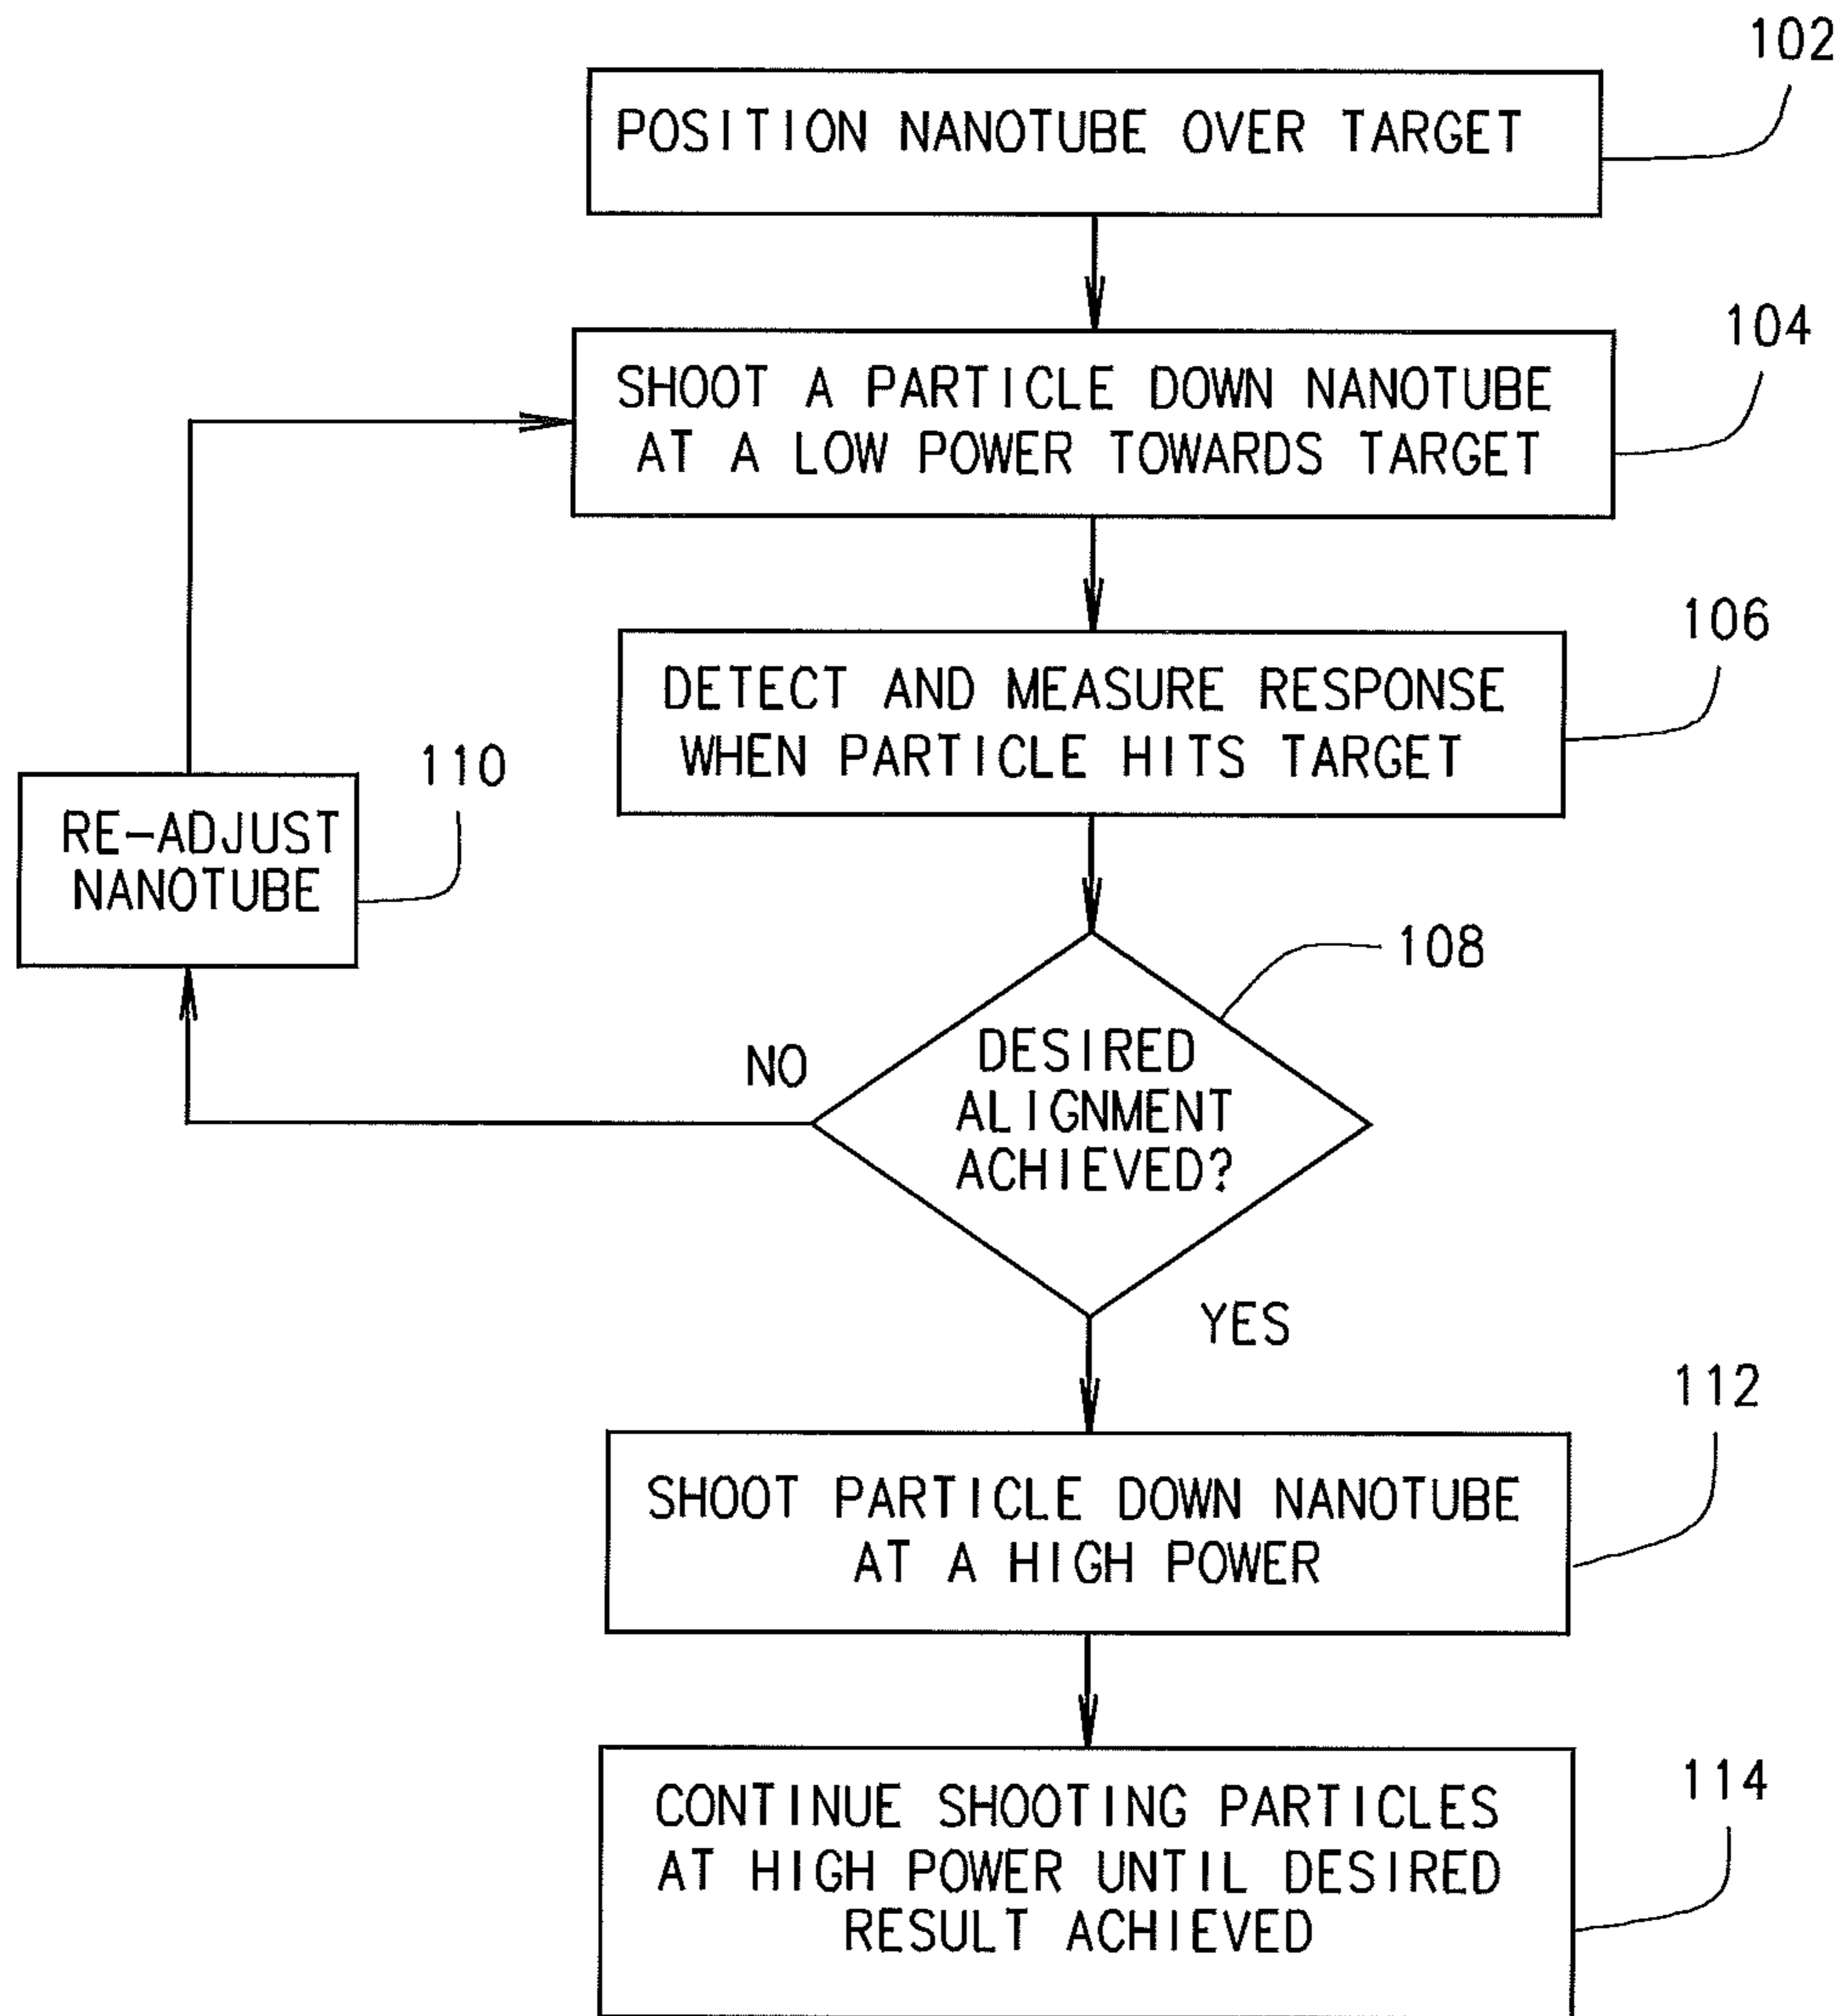 102
POSITION NANOTUBE OVER TARGET
104
SHOOT A PARTICLE DOWN NANOTUBE
AT A LOW POWER TOWARDS TARGET
106
DETECT AND MEASURE RESPONSE
WHEN PARTICLE HITS TARGET
110
RE-ADJUST
NANOTUBE
108
DESIRED
ALIGNMENT
ACHIEVED?
NO
YES
112
SHOOT PARTICLE DOWN NANOTUBE
AT A HIGH POWER
114
CONTINUE SHOOTING PARTICLES
AT HIGH POWER UNTIL DESIRED
RESULT ACHIEVED